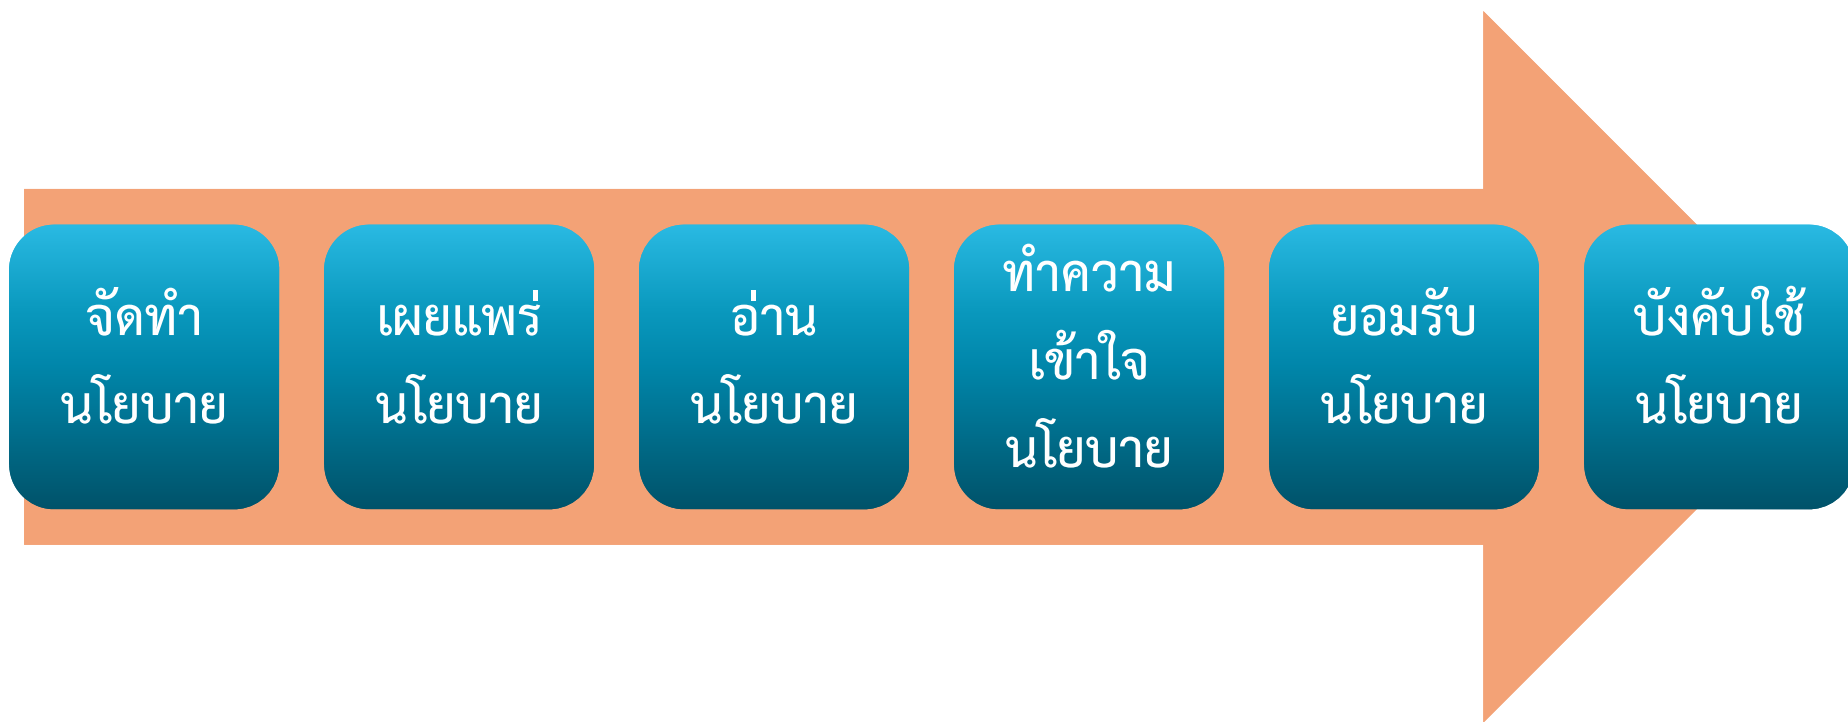 จัดทำ
นโยบาย
เผยแพร่
นโยบาย
อ่าน
นโยบาย
ทำความ
เข้าใจ
นโยบาย
ยอมรับ
นโยบาย
บังคับใช้
นโยบาย